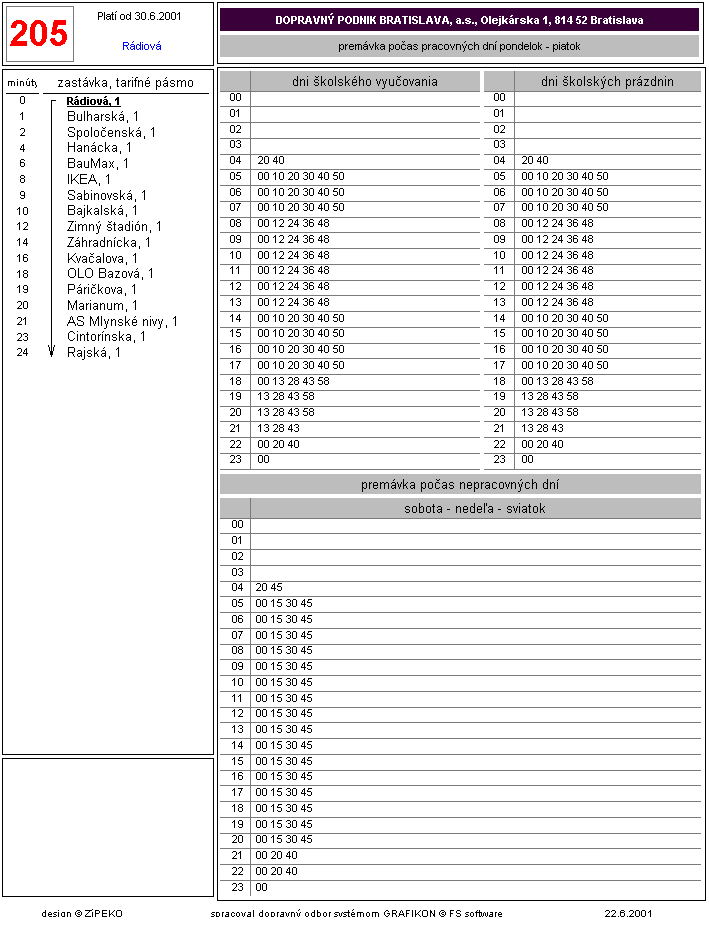 205
Platí od 30.6.2001
Rádiová
DOPRAVNÝ PODNIK BRATISLAVA, a.s., Olejkárska 1, 814 52 Bratislava
premávka počas pracovných dní pondelok - piatok
minúty zastávka, tarifné pásmo
0 Rádiová, 1
1 Bulharská, 1
2 Spoločenská, 1
4 Hanácka, 1
6 BauMax, 1
8 IKEA, 1
9 Sabinovská, 1
10 Bajkalská, 1
12 Zimný štadión, 1
14 Záhradnícka, 1
16 Kvačalova, 1
18 OLO Bazová, 1
19 Páričkova, 1
20 Marianum, 1
21 AS Mlynské nivy, 1
23 Cintorínska, 1
24 Rajská, 1
dni školského vyučovania
00
01
02
03
04 20 40
05 00 10 20 30 40 50
06 00 10 20 30 40 50
07 00 10 20 30 40 50
08 00 12 24 36 48
09 00 12 24 36 48
10 00 12 24 36 48
11 00 12 24 36 48
12 00 12 24 36 48
13 00 12 24 36 48
14 00 10 20 30 40 50
15 00 10 20 30 40 50
16 00 10 20 30 40 50
17 00 10 20 30 40 50
18 00 13 28 43 58
19 13 28 43 58
20 13 28 43 58
21 13 28 43
22 00 20 40
23 00
dni školských prázdnin
00
01
02
03
04 20 40
05 00 10 20 30 40 50
06 00 10 20 30 40 50
07 00 10 20 30 40 50
08 00 12 24 36 48
09 00 12 24 36 48
10 00 12 24 36 48
11 00 12 24 36 48
12 00 12 24 36 48
13 00 12 24 36 48
14 00 10 20 30 40 50
15 00 10 20 30 40 50
16 00 10 20 30 40 50
17 00 10 20 30 40 50
18 00 13 28 43 58
19 13 28 43 58
20 13 28 43 58
21 13 28 43
22 00 20 40
23 00
premávka počas nepracovných dní
sobota - nedeľa - sviatok
00
01
02
03
04 20 45
05 00 15 30 45
06 00 15 30 45
07 00 15 30 45
08 00 15 30 45
09 00 15 30 45
10 00 15 30 45
11 00 15 30 45
12 00 15 30 45
13 00 15 30 45
14 00 15 30 45
15 00 15 30 45
16 00 15 30 45
17 00 15 30 45
18 00 15 30 45
19 00 15 30 45
20 00 15 30 45
21 00 20 40
22 00 20 40
23 00
design © ZiPEKO
spracoval dopravný odbor systémom GRAFIKON © FS software
22.6.2001